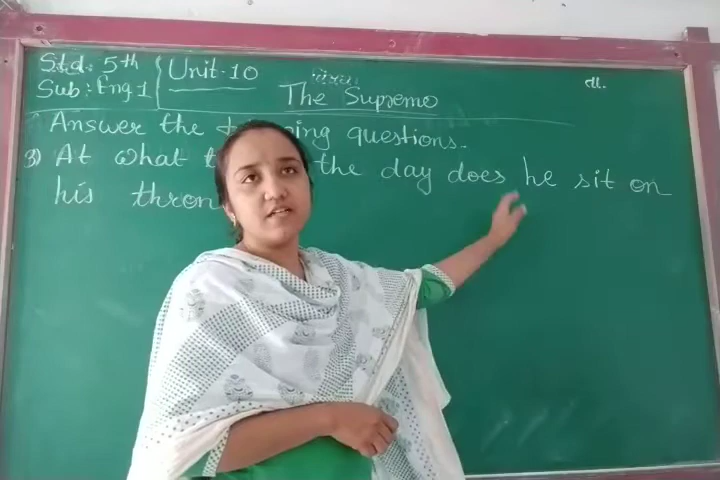 Std: 5th
Sub: Eng 1
Unit-10
The Supremo
તા.
Answer the ing questions.
3) At what the day does he sit on
his